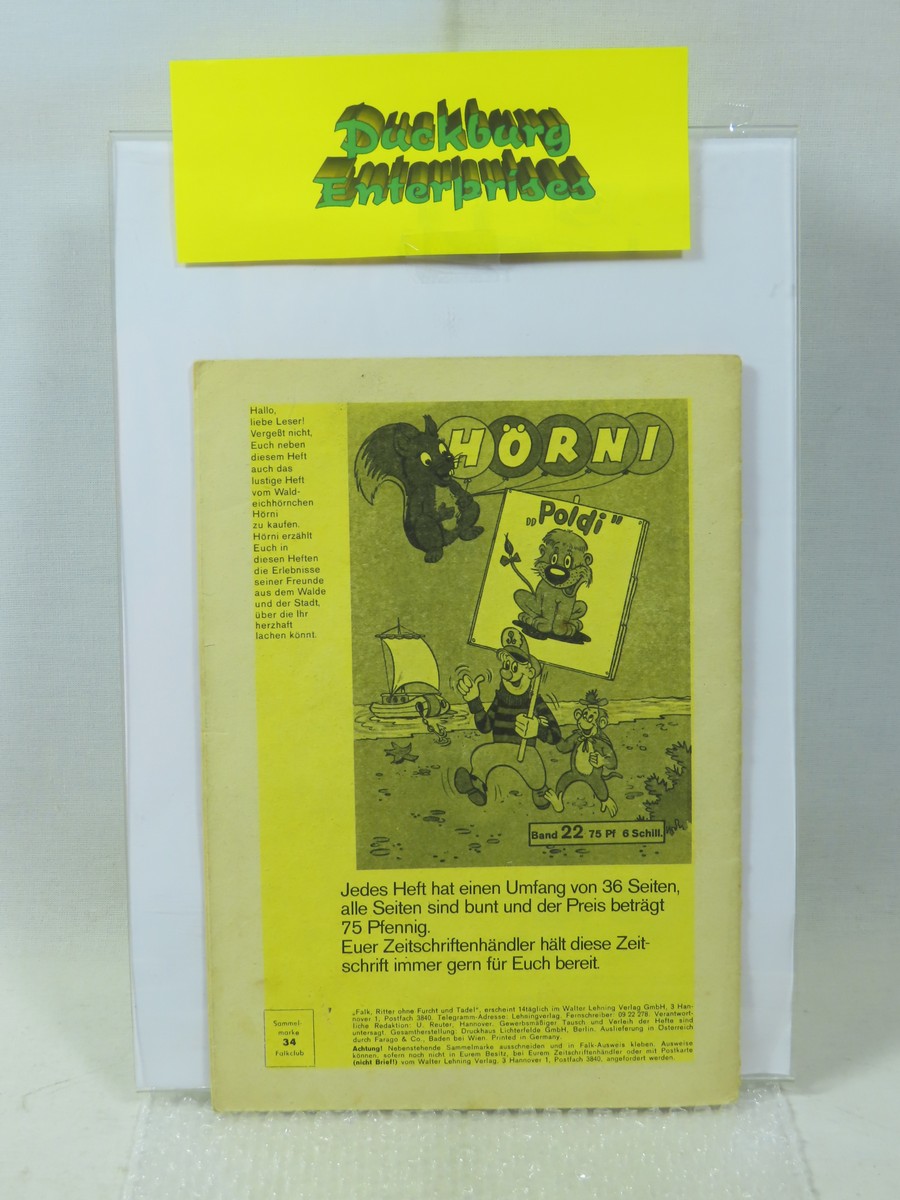 Duckburg
Enterprises
Hallo,
liebe Leser!
Vergeßt nicht,
Euch neben
diesem Heft
auch das
lustige Heft
vom Wald-
eichhörnchen
Hörni
zu kaufen.
Hörni erzählt
Euch in
diesen Heften
die Erlebnisse
seiner Freunde
aus dem Walde
und der Stadt,
über die Ihr
herzhaft
lachen könnt.
HÖRNI
„Poldi"
Band 22 75 Pf 6 Schill.
Jedes Heft hat einen Umfang von 36 Seiten,
alle Seiten sind bunt und der Preis beträgt
75 Pfennig.
Euer Zeitschriftenhändler hält diese Zeit-
schrift immer gern für Euch bereit.
Sammel-
marke
34
Falkclub
„Falk, Ritter ohne Furcht und Tadel", erscheint 14täglich im Walter Lehning Verlag GmbH, 3 Han-
nover 1, Postfach 3840. Telegramm-Adresse: Lehningverlag, Fernschreiber: 09 22 278. Verantwort-
liche Redaktion: U. Reuter, Hannover. Gewerbsmäßiger Tausch und Verleih der Hefte sind
untersagt. Gesamtherstellung: Druckhaus Lichterfelde GmbH, Berlin. Auslieferung in Österreich
durch Farago & Co., Baden bei Wien. Printed in Germany.
Achtung! Nebenstehende Sammelmarke ausschneiden und in Falk-Ausweis kleben. Ausweise
können, sofern noch nicht in Eurem Besitz, bei Eurem Zeitschriftenhändler oder mit Postkarte
(nicht Brief!) vom Walter Lehning Verlag, 3 Hannover 1, Postfach 3840, angefordert werden.